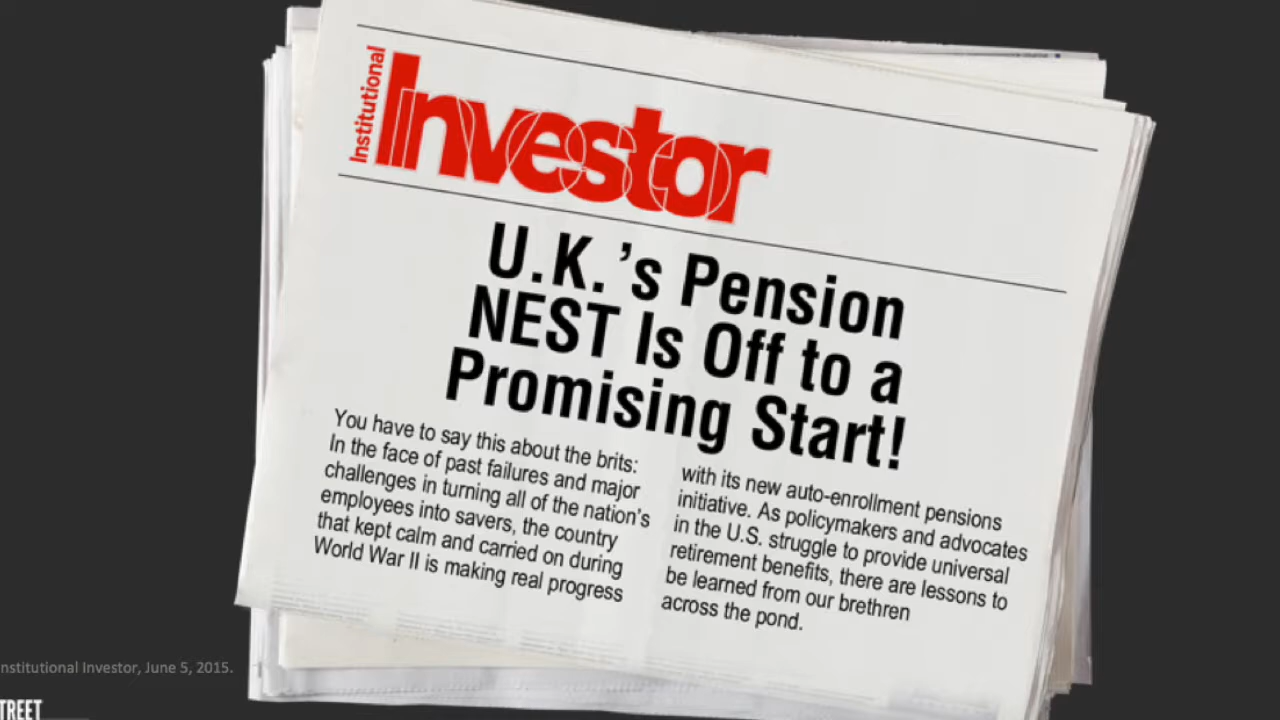 Institutional
Investor
U.K. ’s Pension
NEST Is Off to a
Promising Start!
You have to say this about the brits:
In the face of past failures and major
challenges in turning all of the nation’s
employees into savers, the country
that kept calm and carried on during
World War II is making real progress
with its new auto-enrollment pensions
initiative. As policymakers and advocates
in the U.S. struggle to provide universal
retirement benefits, there are lessons to
be learned from our brethren
across the pond.
nstitutional Investor, June 5, 2015.
TREET